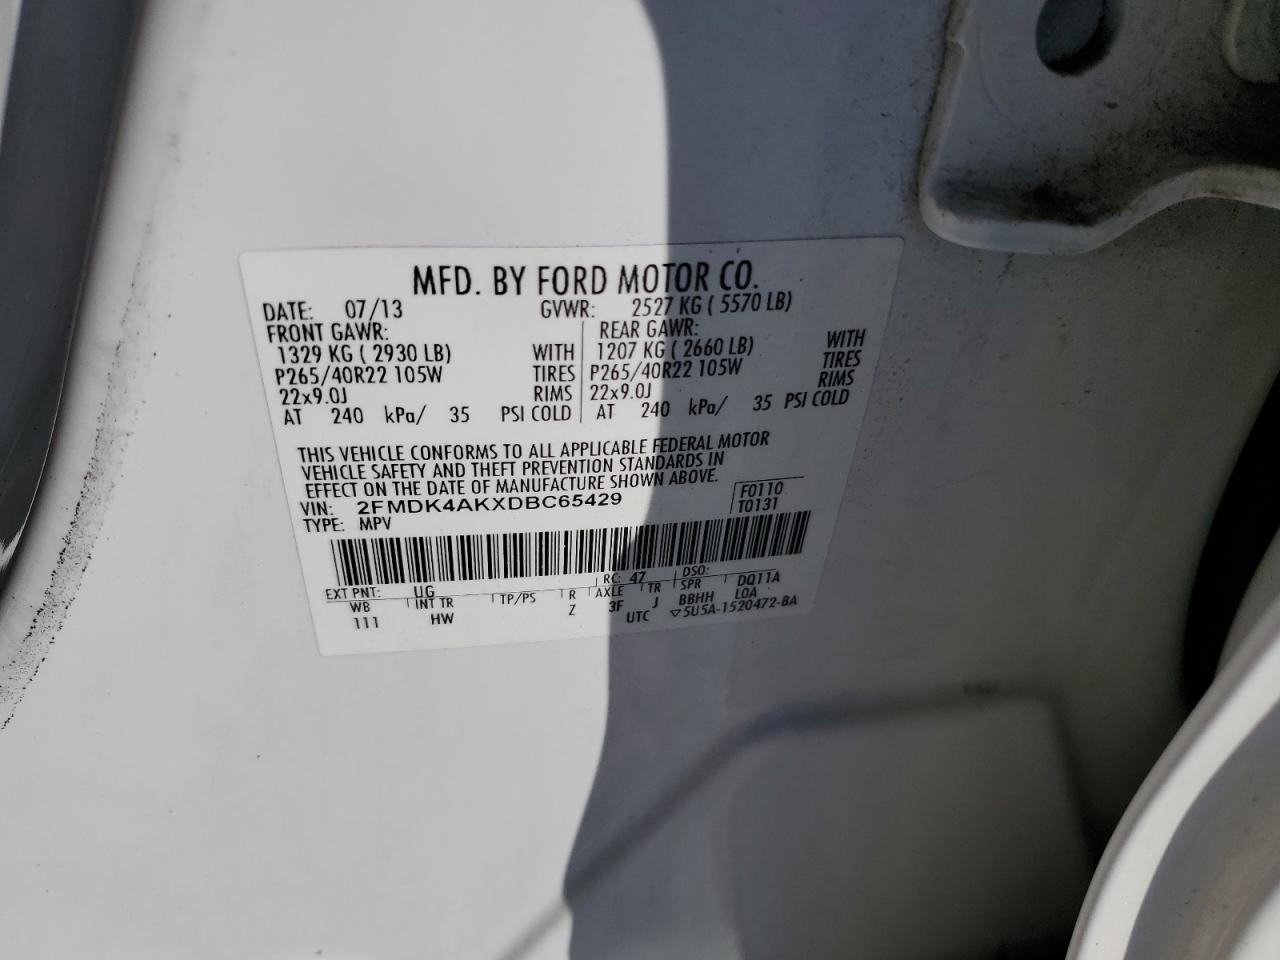 MFD. BY FORD MOTOR CO.
DATE: 07/13 GVWR: 2527 KG ( 5570 LB)
FRONT GAWR: REAR GAWR:
1329 KG ( 2930 LB) WITH 1207 KG ( 2660 LB) WITH
P265/40R22 105W TIRES P265/40R22 105W TIRES
22x9.0J RIMS 22x9.0J RIMS
AT 240 kPa/ 35 PSI COLD AT 240 kPa/ 35 PSI COLD
THIS VEHICLE CONFORMS TO ALL APPLICABLE FEDERAL MOTOR
VEHICLE SAFETY AND THEFT PREVENTION STANDARDS IN
EFFECT ON THE DATE OF MANUFACTURE SHOWN ABOVE.
VIN: 2FMDK4AKXDBC65429 F0110
TYPE: MPV T0131
EXT PNT: UG RC: 47 DSO:
WB INT TR TP/PS R AXLE TR SPR DQ11A
111 HW Z 3F J BBHH LOA
UTC ▽5U5A-1520472-BA